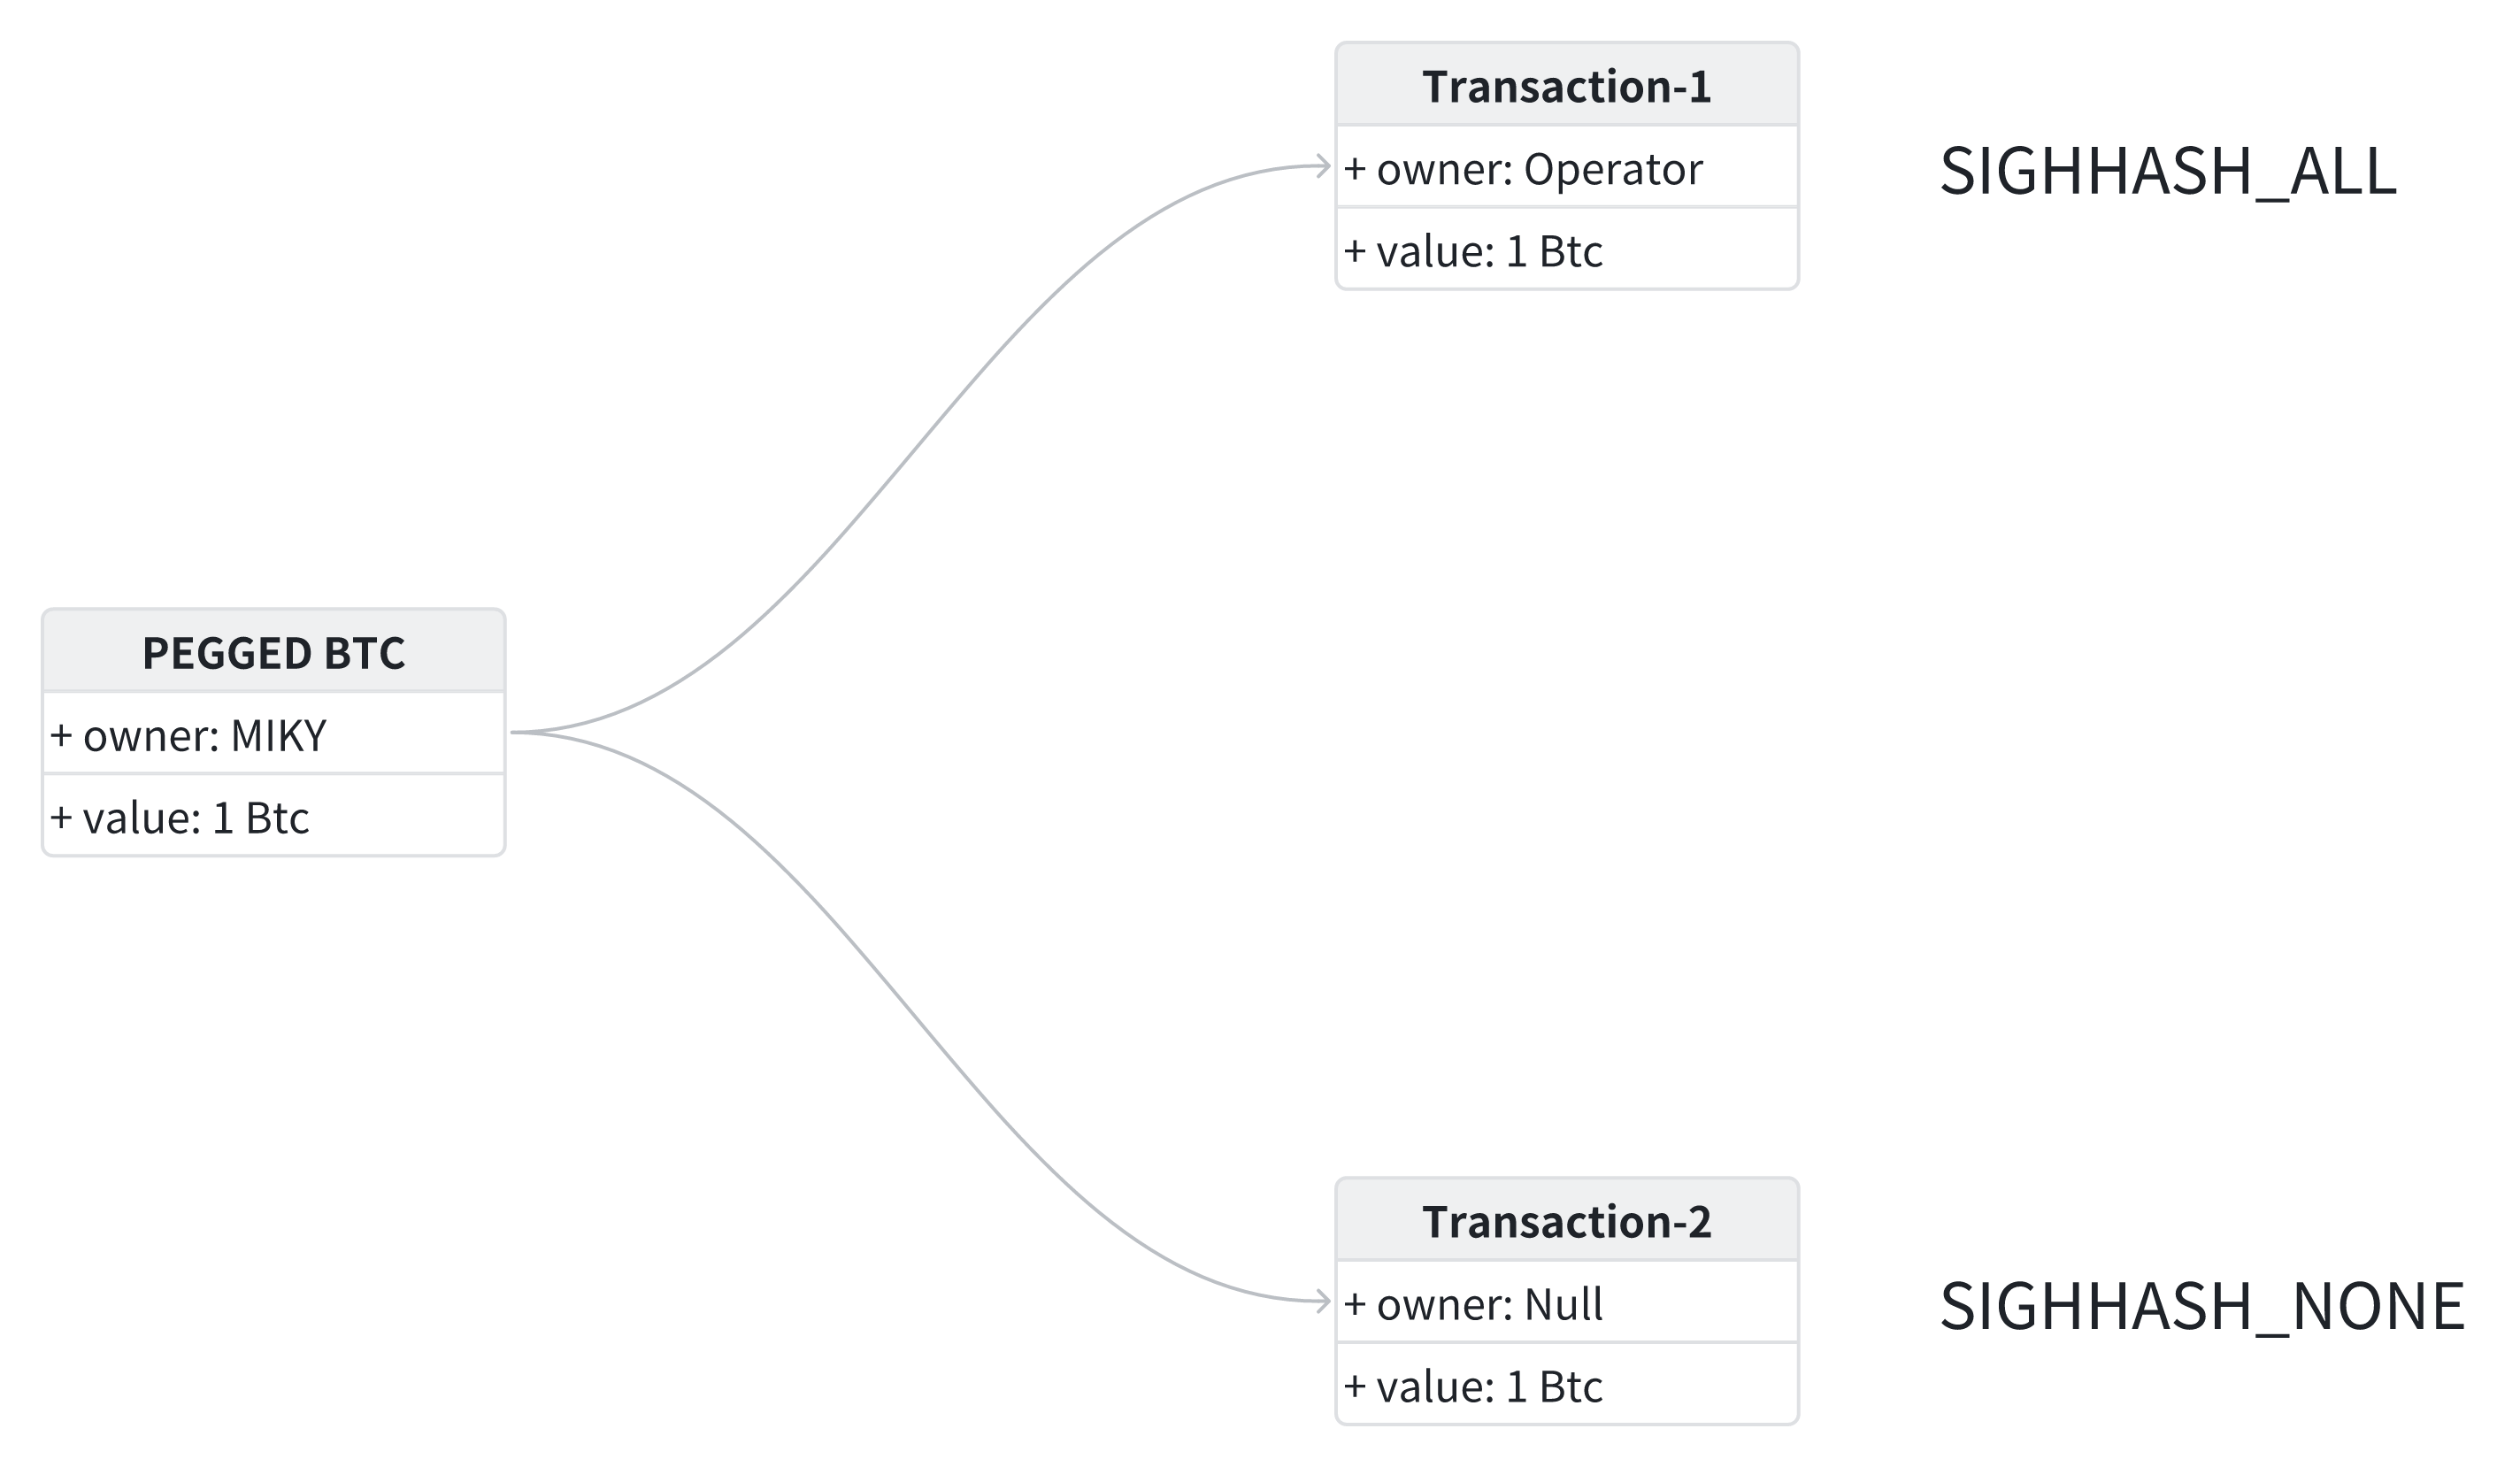 Transaction-1
+ owner: Operator
+ value: 1 Btc
SIGHHASH_ALL
PEGGED BTC
+ owner: MIKY
+ value: 1 Btc
Transaction-2
+ owner: Null
+ value: 1 Btc
SIGHHASH_NONE